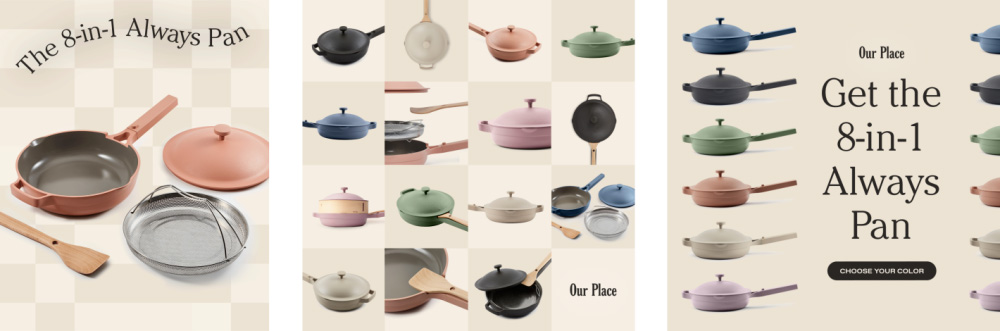 The 8-in-1 Always Pan
Our Place
Our Place
Get the
8-in-1
Always
Pan
CHOOSE YOUR COLOR